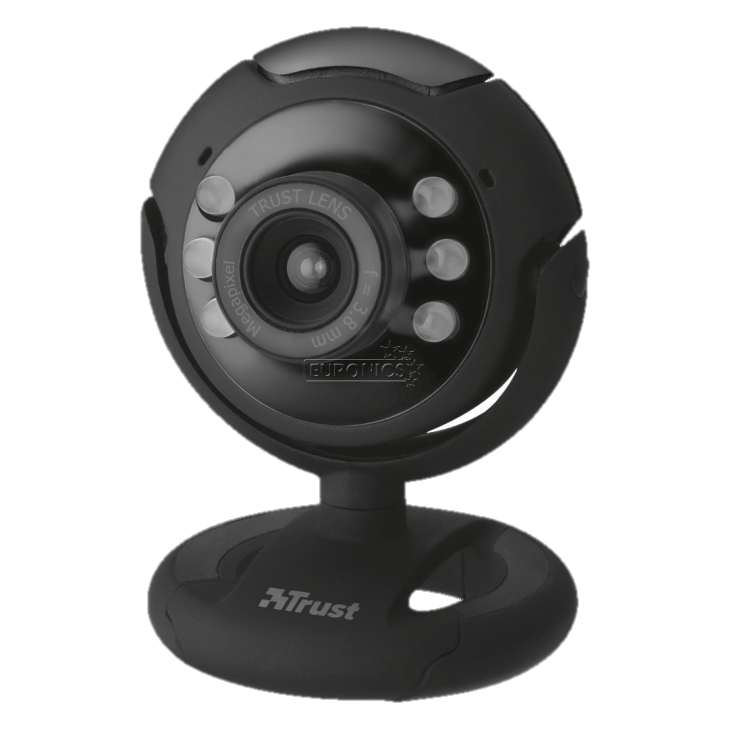 TRUST LENS
f = 3.8 mm
Megapixel
EURONICS
Trust